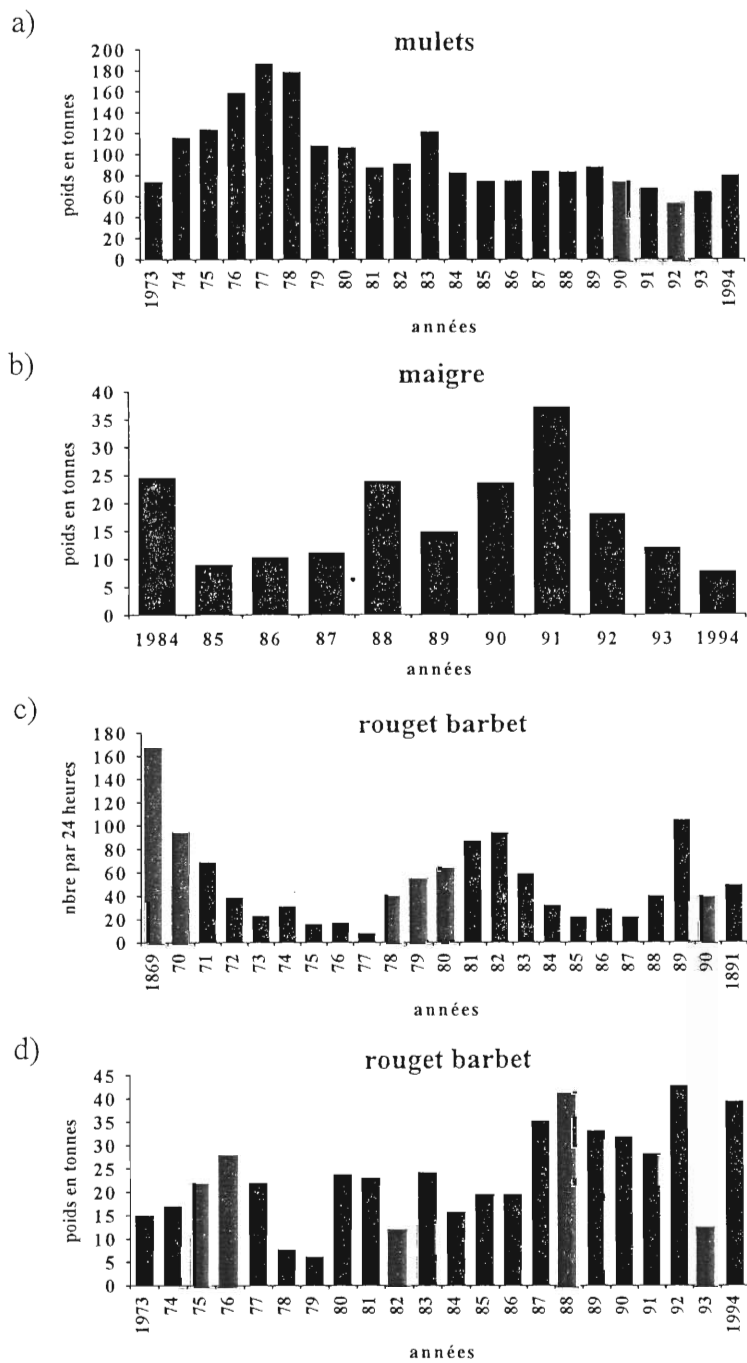 a)
mulets
poids en tonnes
200
180
160
140
120
100
80
60
40
20
0
1973 74 75 76 77 78 79 80 81 82 83 84 85 86 87 88 89 90 91 92 93 1994
années
b)
maigre
poids en tonnes
40
35
30
25
20
15
10
5
0
1984 85 86 87 88 89 90 91 92 93 1994
années
c)
rouget barbet
nbre par 24 heures
180
160
140
120
100
80
60
40
20
0
1869 70 71 72 73 74 75 76 77 78 79 80 81 82 83 84 85 86 87 88 89 90 1891
années
d)
rouget barbet
poids en tonnes
45
40
35
30
25
20
15
10
5
0
1973 74 75 76 77 78 79 80 81 82 83 84 85 86 87 88 89 90 91 92 93 1994
années